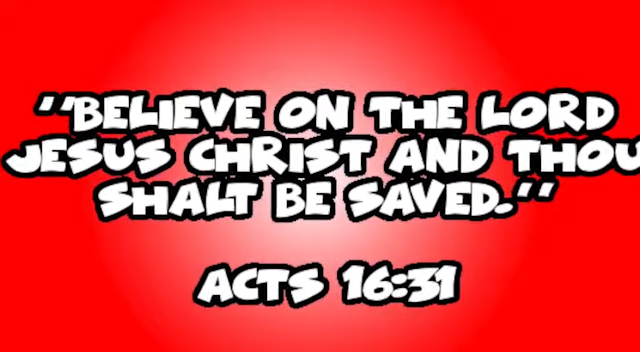 "BELIEVE ON THE LORD
JESUS CHRIST AND THOU
SHALT BE SAVED."
ACTS 16:31